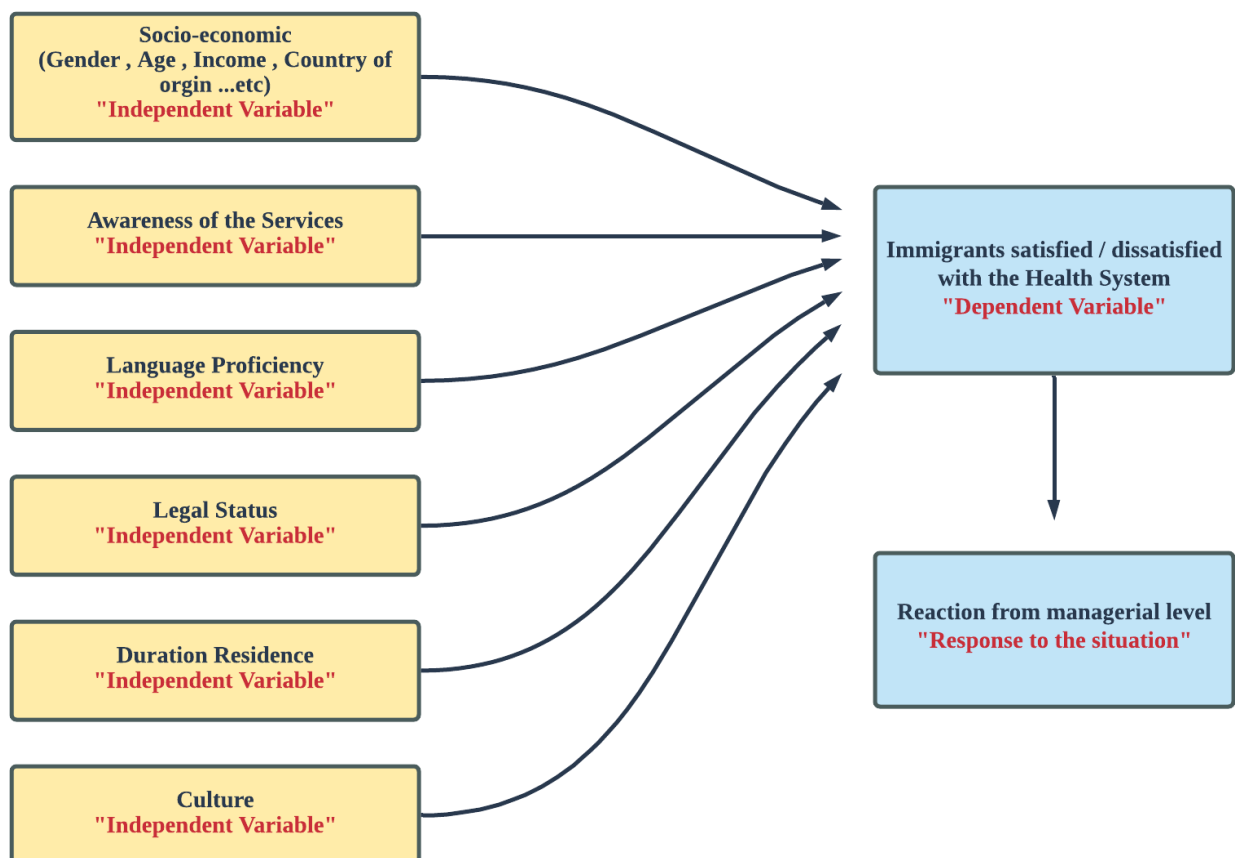 Socio-economic
(Gender , Age , Income , Country of
orgin ...etc)
"Independent Variable"
Awareness of the Services
"Independent Variable"
Language Proficiency
"Independent Variable"
Legal Status
"Independent Variable"
Duration Residence
"Independent Variable"
Culture
"Independent Variable"
Immigrants satisfied / dissatisfied
with the Health System
"Dependent Variable"
Reaction from managerial level
"Response to the situation"